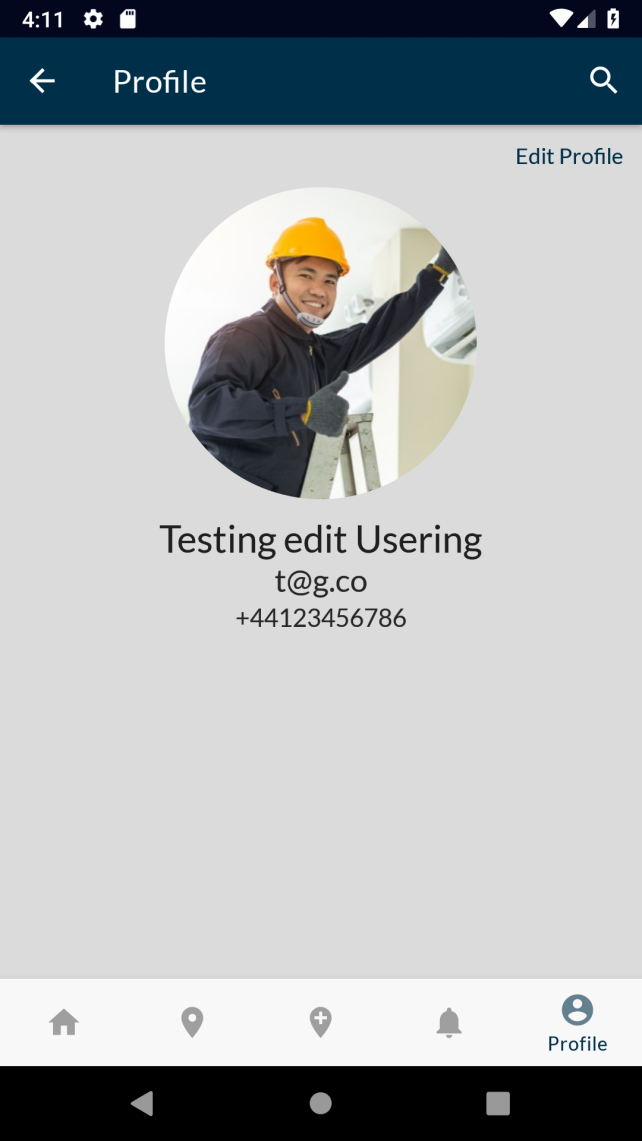 4:11
Profile
Edit Profile
Testing edit Usering
t@g.co
+44123456786
Profile